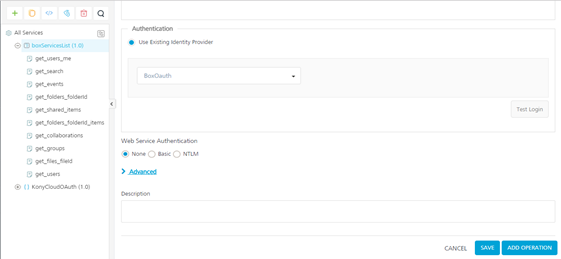 All Services
boxServicesList (1.0)
get_users_me
get_search
get_events
get_folders_folderId
get_shared_items
get_folders_folderId_items
get_collaborations
get_groups
get_files_fileId
get_users
{ } KonyCloudOAuth (1.0)
Authentication
Use Existing Identity Provider
BoxOauth
Test Login
Web Service Authentication
None Basic NTLM
Advanced
Description
CANCEL SAVE ADD OPERATION